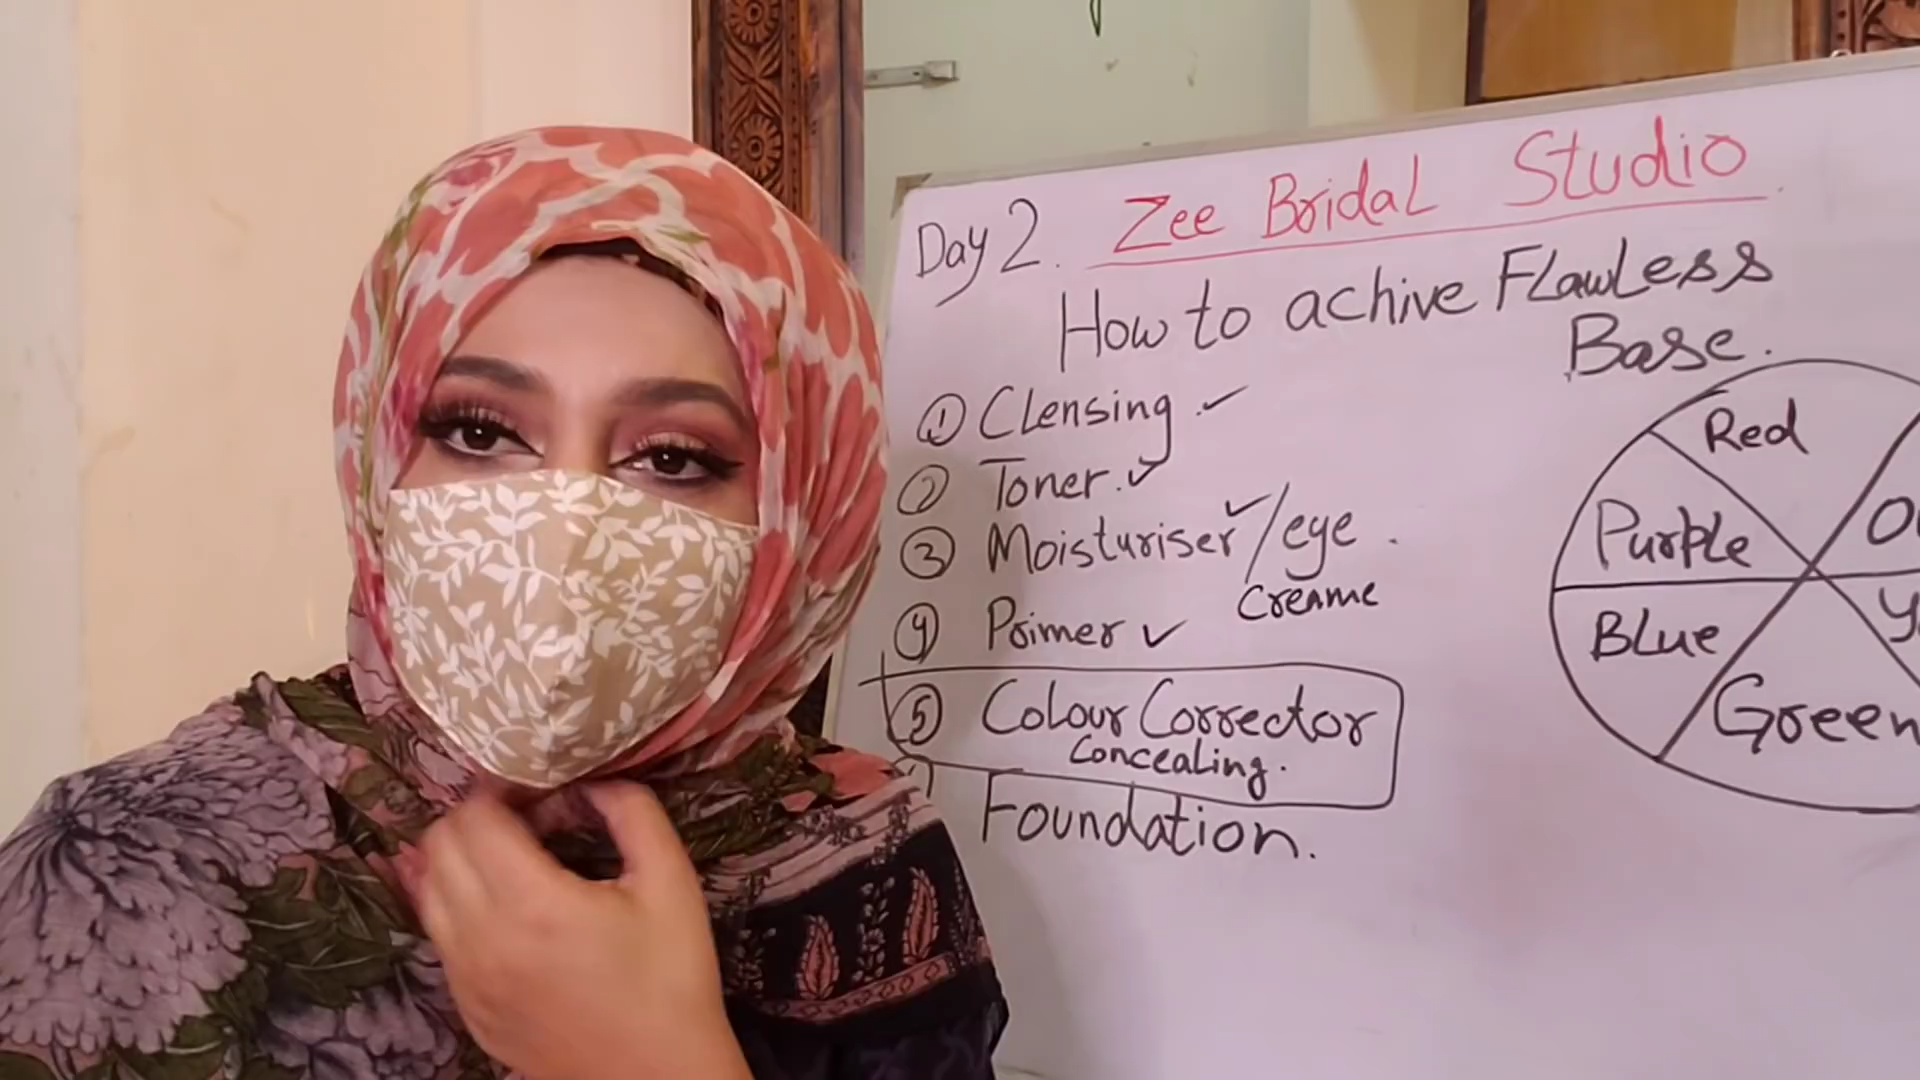 Day 2. Zee Bridal Studio
How to achive Flawless
Base.
① Clensing ✓
② Toner. ✓
③ Moisturiser ✓ / eye .
Creame
④ Primer ✓
⑤ Colour Corrector
Concealing.
Foundation.
Red
Purple
Blue
Green